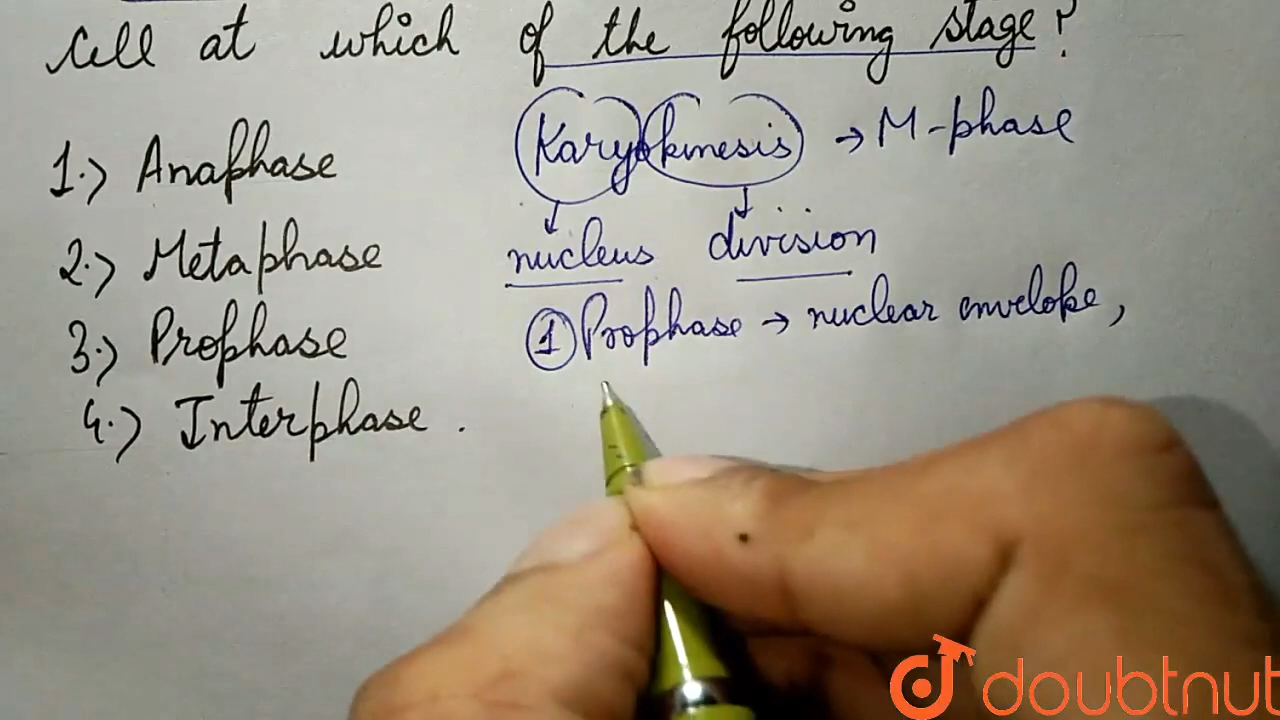 cell at which of the following stage?
1.) Anaphase
2.) Metaphase
3.) Prophase
4.) Interphase.
Karyokinesis → M-phase
nucleus division
1 Prophase → nuclear envelope,
doubtnut